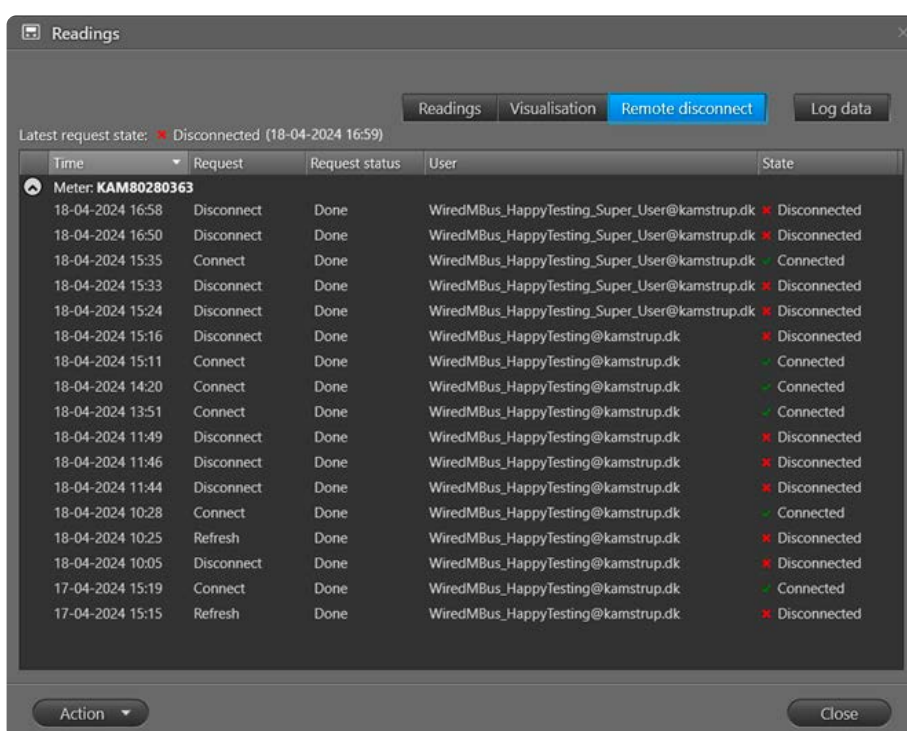 Readings
Readings Visualisation Remote disconnect Log data
Latest request state: Disconnected (18-04-2024 16:59)
Time Request Request status User State
Meter: KAM80280363
18-04-2024 16:58 Disconnect Done WiredMBus_HappyTesting_Super_User@kamstrup.dk Disconnected
18-04-2024 16:50 Disconnect Done WiredMBus_HappyTesting_Super_User@kamstrup.dk Disconnected
18-04-2024 15:35 Connect Done WiredMBus_HappyTesting_Super_User@kamstrup.dk Connected
18-04-2024 15:33 Disconnect Done WiredMBus_HappyTesting_Super_User@kamstrup.dk Disconnected
18-04-2024 15:24 Disconnect Done WiredMBus_HappyTesting_Super_User@kamstrup.dk Disconnected
18-04-2024 15:16 Disconnect Done WiredMBus_HappyTesting@kamstrup.dk Disconnected
18-04-2024 15:11 Connect Done WiredMBus_HappyTesting@kamstrup.dk Connected
18-04-2024 14:20 Connect Done WiredMBus_HappyTesting@kamstrup.dk Connected
18-04-2024 13:51 Connect Done WiredMBus_HappyTesting@kamstrup.dk Connected
18-04-2024 11:49 Disconnect Done WiredMBus_HappyTesting@kamstrup.dk Disconnected
18-04-2024 11:46 Disconnect Done WiredMBus_HappyTesting@kamstrup.dk Disconnected
18-04-2024 11:44 Disconnect Done WiredMBus_HappyTesting@kamstrup.dk Disconnected
18-04-2024 10:28 Connect Done WiredMBus_HappyTesting@kamstrup.dk Connected
18-04-2024 10:25 Refresh Done WiredMBus_HappyTesting@kamstrup.dk Disconnected
18-04-2024 10:05 Disconnect Done WiredMBus_HappyTesting@kamstrup.dk Disconnected
17-04-2024 15:19 Connect Done WiredMBus_HappyTesting@kamstrup.dk Connected
17-04-2024 15:15 Refresh Done WiredMBus_HappyTesting@kamstrup.dk Disconnected
Action Close